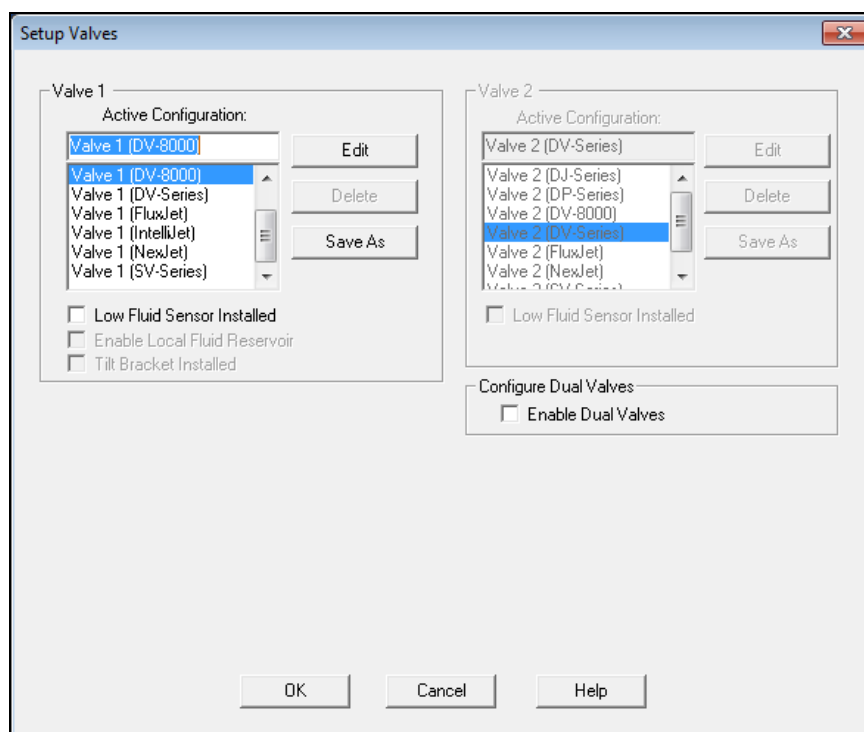 Setup Valves
Valve 1
Active Configuration:
Valve 1 (DV-8000)
Edit
Valve 1 (DV-8000)
Valve 1 (DV-Series)
Valve 1 (FluxJet)
Valve 1 (IntelliJet)
Valve 1 (NexJet)
Valve 1 (SV-Series)
Delete
Save As
Low Fluid Sensor Installed
Enable Local Fluid Reservoir
Tilt Bracket Installed
Valve 2
Active Configuration:
Valve 2 (DV-Series)
Edit
Valve 2 (DJ-Series)
Valve 2 (DP-Series)
Valve 2 (DV-8000)
Valve 2 (DV-Series)
Valve 2 (FluxJet)
Valve 2 (NexJet)
Valve 2 (SV-Series)
Delete
Save As
Low Fluid Sensor Installed
Configure Dual Valves
Enable Dual Valves
OK
Cancel
Help